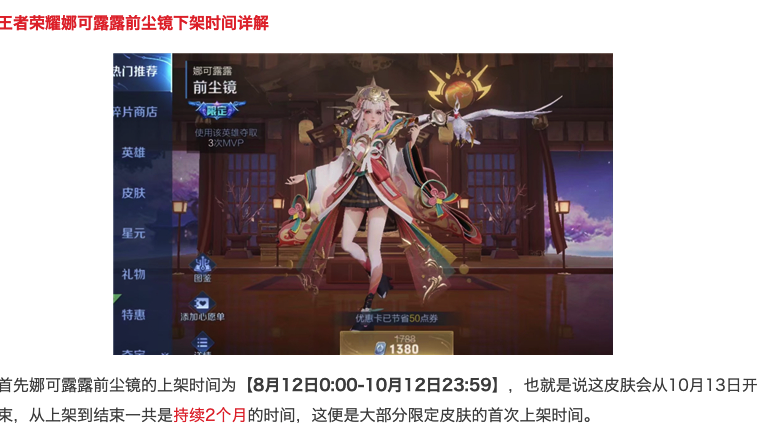 王者荣耀娜可露露前尘镜下架时间详解
热门推荐
娜可露露
前尘镜
限定
碎片商店
使用该英雄夺取
3次MVP
英雄
皮肤
星元
礼物
图鉴
添加心愿单
特惠
优惠卡已节省50点券
1788
1380
详情
夺宝
首先娜可露露前尘镜的上架时间为【8月12日0:00-10月12日23:59】，也就是说这皮肤会从10月13日开
束，从上架到结束一共是持续2个月的时间，这便是大部分限定皮肤的首次上架时间。